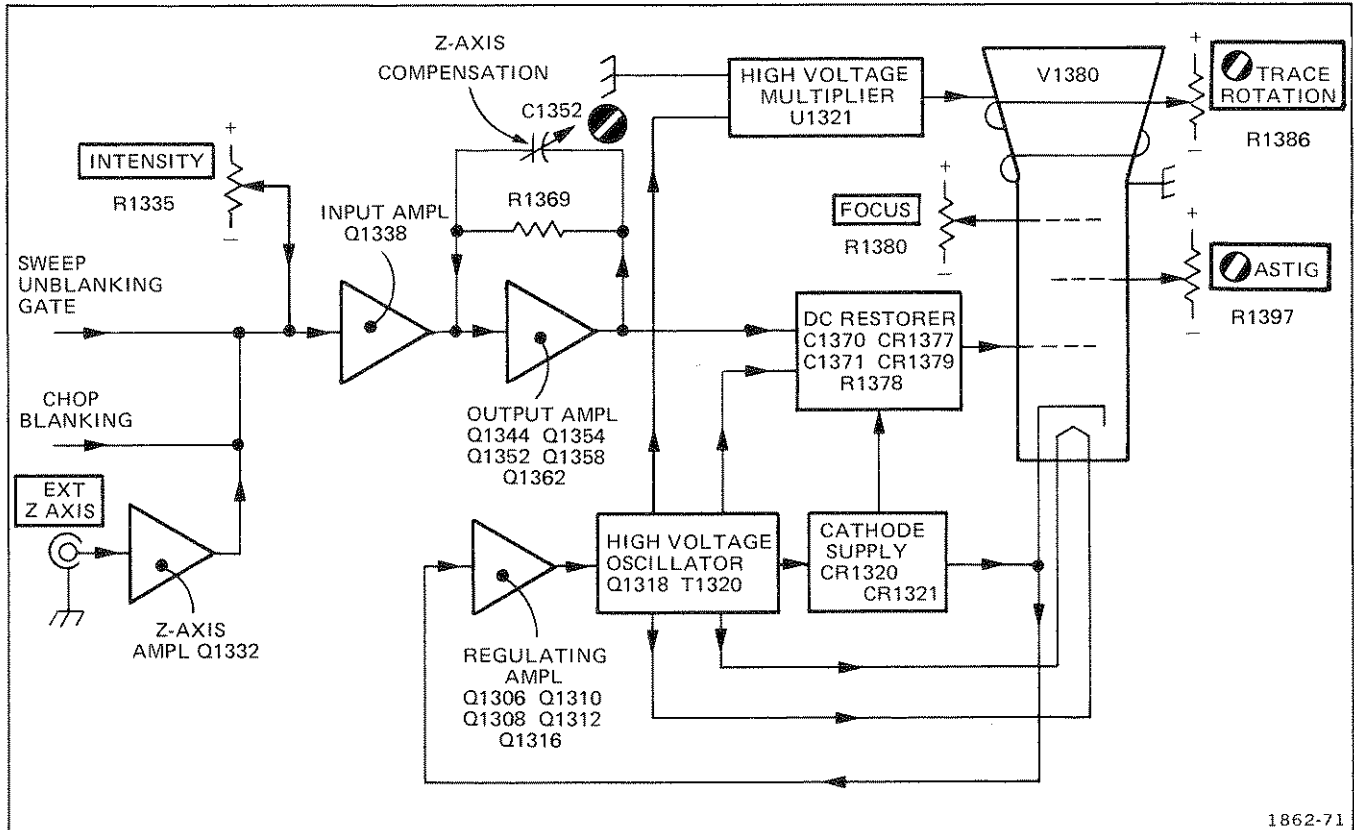 Z-AXIS
COMPENSATION
C1352
HIGH VOLTAGE
MULTIPLIER
U1321
V1380
+
TRACE
ROTATION
−
R1386
+
INTENSITY
R1335
−
R1369
INPUT AMPL
Q1338
+
FOCUS
R1380
−
+
ASTIG
−
R1397
SWEEP
UNBLANKING
GATE
DC RESTORER
C1370 CR1377
C1371 CR1379
R1378
CHOP
BLANKING
OUTPUT AMPL
Q1344 Q1354
Q1352 Q1358
Q1362
EXT
Z AXIS
Z-AXIS
AMPL Q1332
HIGH VOLTAGE
OSCILLATOR
Q1318 T1320
CATHODE
SUPPLY
CR1320
CR1321
REGULATING
AMPL
Q1306 Q1310
Q1308 Q1312
Q1316
1862-71